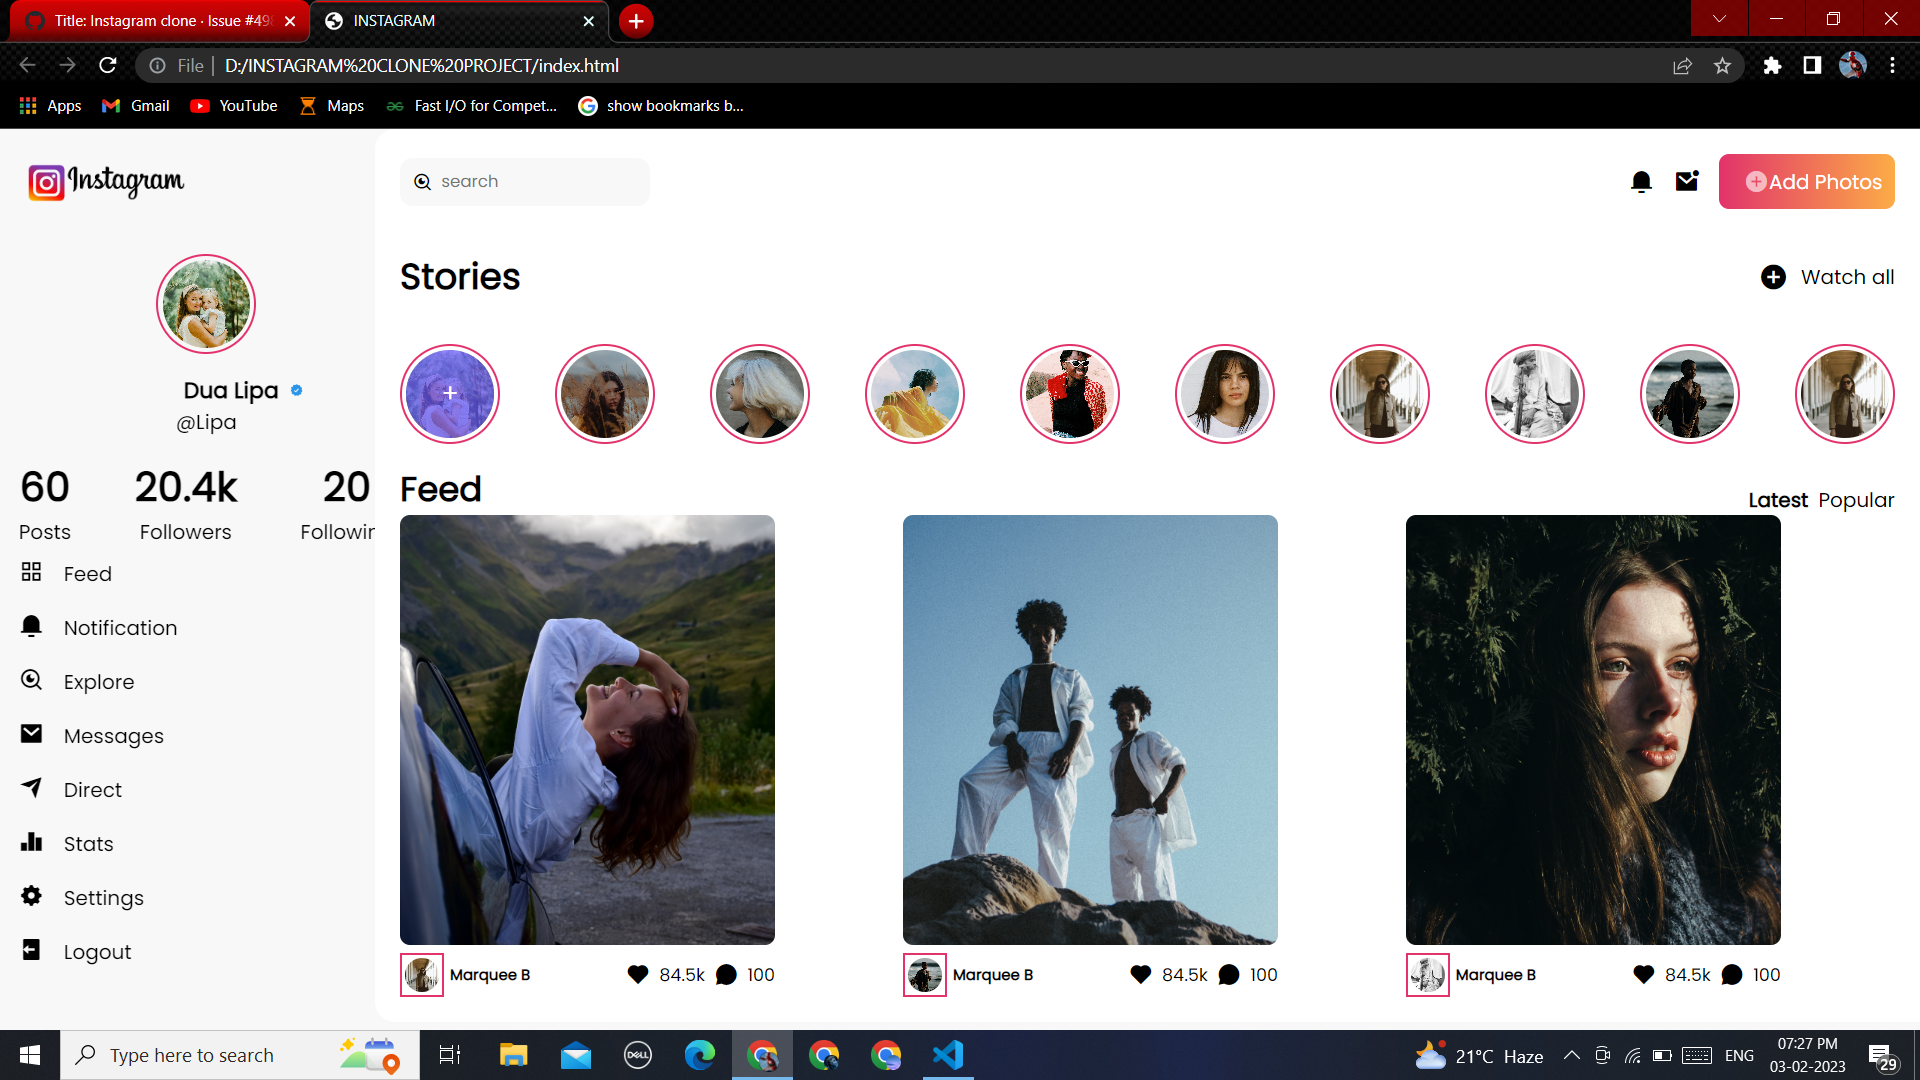 Title: Instagram clone · Issue #498
INSTAGRAM
File | D:/INSTAGRAM%20CLONE%20PROJECT/index.html
Apps
Gmail
YouTube
Maps
Fast I/O for Compet...
show bookmarks b...
Instagram
search
Add Photos
Stories
Watch all
Dua Lipa
@Lipa
60
20.4k
20
Posts
Followers
Followin
Feed
Notification
Explore
Messages
Direct
Stats
Settings
Logout
Feed
Latest Popular
Marquee B 84.5k 100
Marquee B 84.5k 100
Marquee B 84.5k 100
Type here to search
DELL
21°C Haze
ENG
07:27 PM
03-02-2023
29